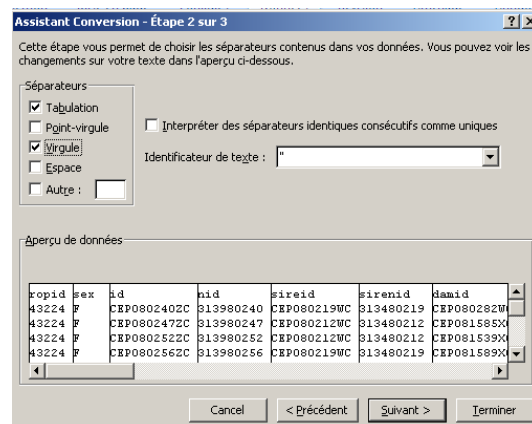 Assistant Conversion - Étape 2 sur 3
Cette étape vous permet de choisir les séparateurs contenus dans vos données. Vous pouvez voir les
changements sur votre texte dans l'aperçu ci-dessous.
Séparateurs
Tabulation
Point-virgule
Virgule
Espace
Autre :
Interpréter des séparateurs identiques consécutifs comme uniques
Identificateur de texte : "
Aperçu de données
ropid sex id nid sireid sirenid damid
43224 F CEP080240ZC 313980240 CEP080219WC 313480219 CEP080282W
43224 F CEP080247ZC 313980247 CEP080212WC 313480212 CEP081585X
43224 F CEP080252ZC 313980252 CEP080212WC 313480212 CEP081539X
43224 F CEP080256ZC 313980256 CEP080219WC 313480219 CEP081589X
Cancel < Précédent Suivant > Terminer